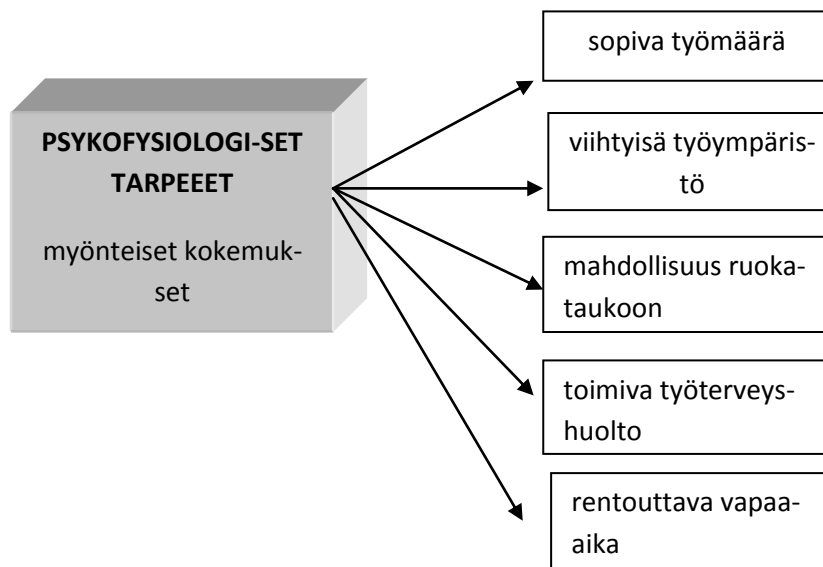 PSYKOFYSIOLOGI-SET
TARPEEET
myönteiset kokemuk-
set
sopiva työmäärä
viihtyisä työympäris-
tö
mahdollisuus ruoka-
taukoon
toimiva työterveys-
huolto
rentouttava vapaa-
aika